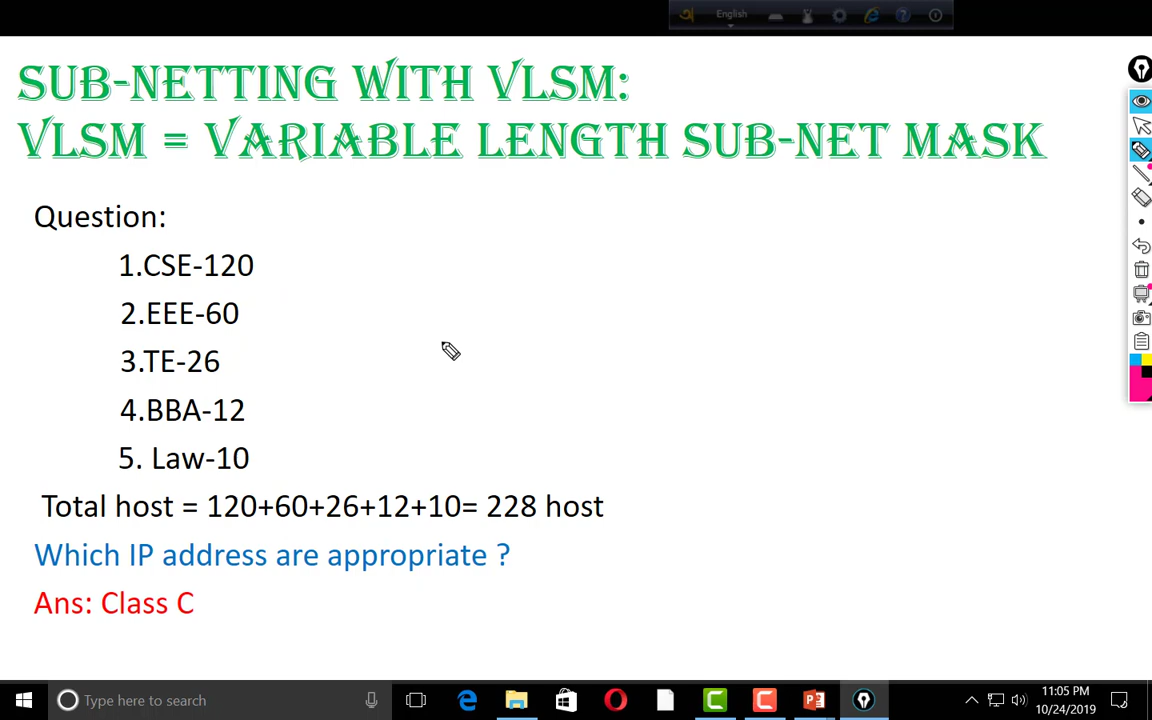 English
SUB-NETTING WITH VLSM:
VLSM = VARIABLE LENGTH SUB-NET MASK
Question:
1.CSE-120
2.EEE-60
3.TE-26
4.BBA-12
5. Law-10
Total host = 120+60+26+12+10= 228 host
Which IP address are appropriate ?
Ans: Class C
Type here to search
11:05 PM
10/24/2019